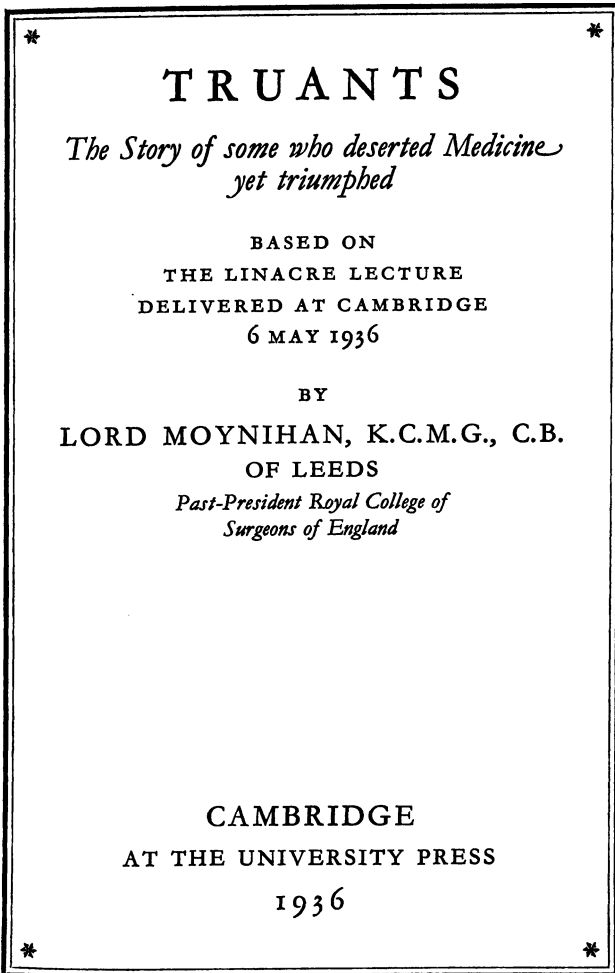 TRUANTS
The Story of some who deserted Medicine
yet triumphed
BASED ON
THE LINACRE LECTURE
DELIVERED AT CAMBRIDGE
6 MAY 1936
BY
LORD MOYNIHAN, K.C.M.G., C.B.
OF LEEDS
Past-President Royal College of
Surgeons of England
CAMBRIDGE
AT THE UNIVERSITY PRESS
1936